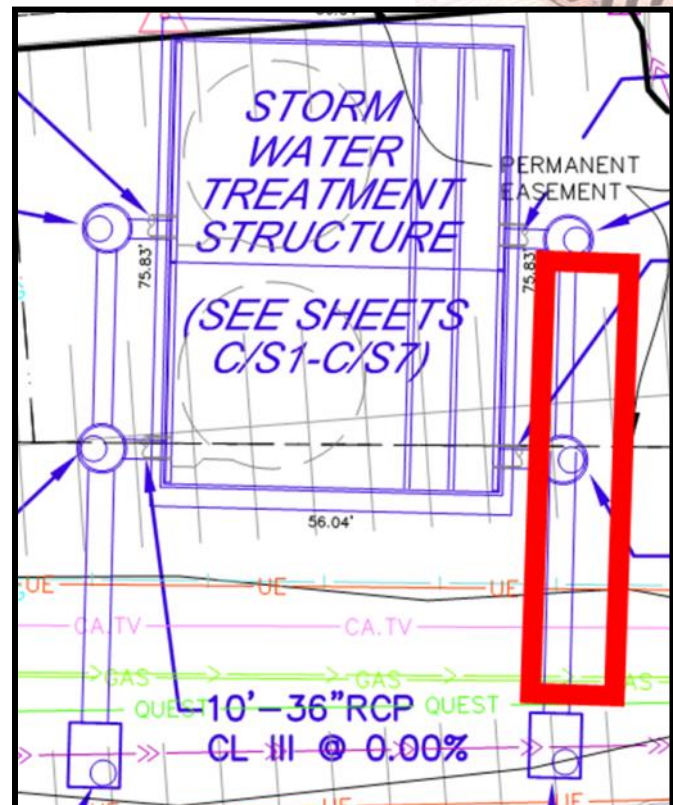 STORM
WATER
TREATMENT
STRUCTURE
PERMANENT
EASEMENT
75.83'
75.83'
(SEE SHEETS
C/S1-C/S7)
56.04'
UE UE UE
CA.TV CA.TV
GAS GAS AS
QUEST QUEST
10'-36"RCP
CL III @ 0.00%
UE UE